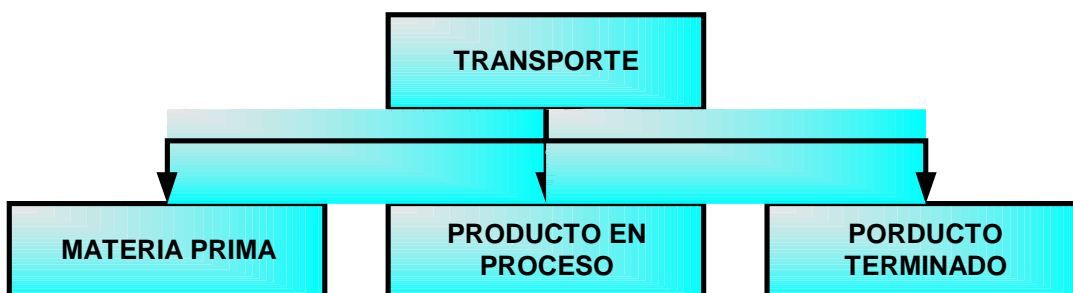 TRANSPORTE
MATERIA PRIMA
PRODUCTO EN
PROCESO
PORDUCTO
TERMINADO